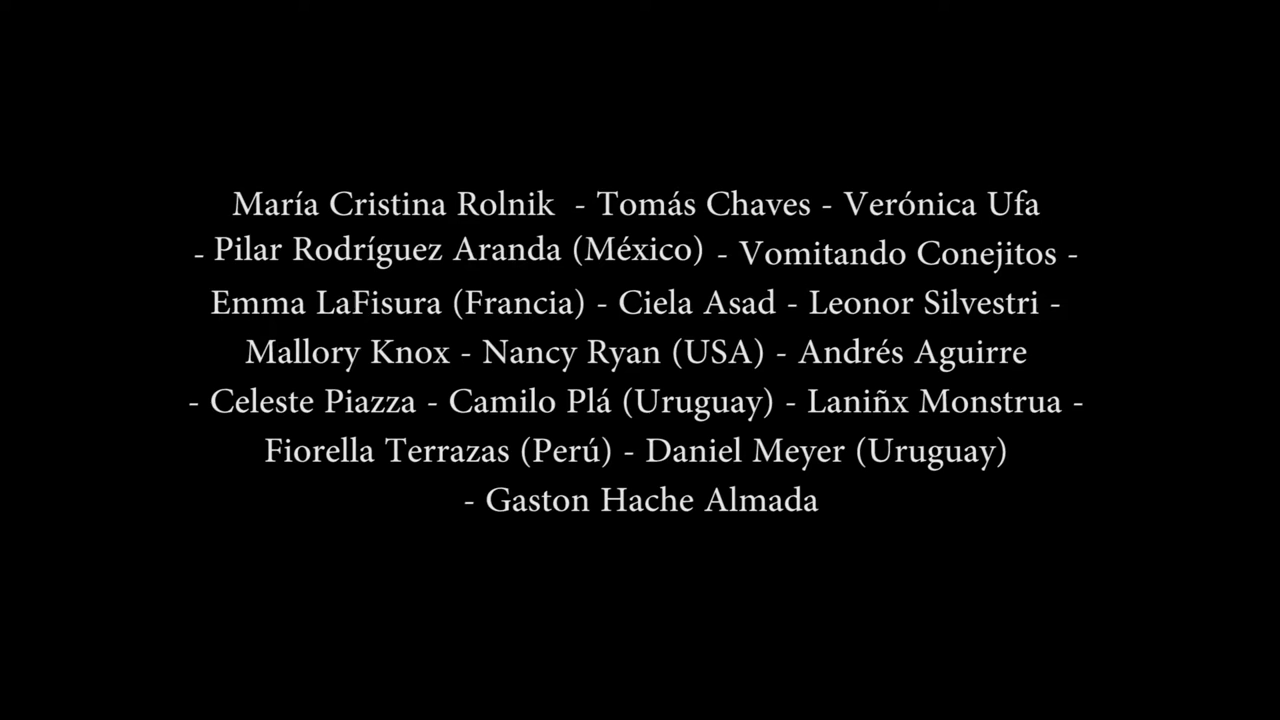 María Cristina Rolnik - Tomás Chaves - Verónica Ufa
- Pilar Rodríguez Aranda (México) - Vomitando Conejitos -
Emma LaFisura (Francia) - Ciela Asad - Leonor Silvestri -
Mallory Knox - Nancy Ryan (USA) - Andrés Aguirre
- Celeste Piazza - Camilo Plá (Uruguay) - Laniñx Monstrua -
Fiorella Terrazas (Perú) - Daniel Meyer (Uruguay)
- Gaston Hache Almada